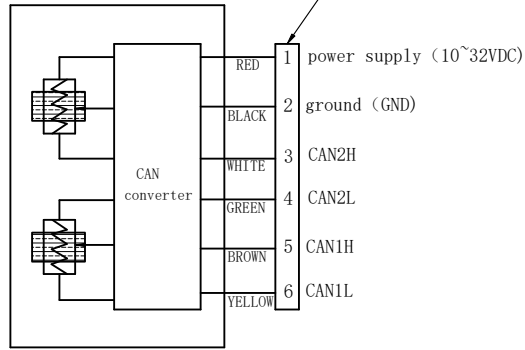 RED 1 power supply (10~32VDC)
BLACK 2 ground (GND)
WHITE 3 CAN2H
CAN
converter
GREEN 4 CAN2L
BROWN 5 CAN1H
YELLOW 6 CAN1L